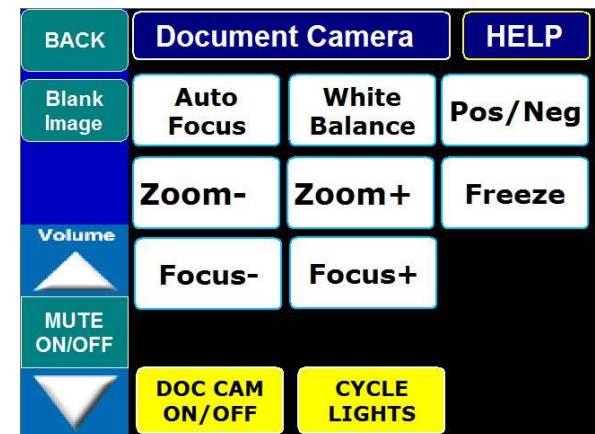 BACK
Document Camera
HELP
Blank
Image
Auto
Focus
White
Balance
Pos/Neg
Zoom-
Zoom+
Freeze
Volume
Focus-
Focus+
MUTE
ON/OFF
DOC CAM
ON/OFF
CYCLE
LIGHTS